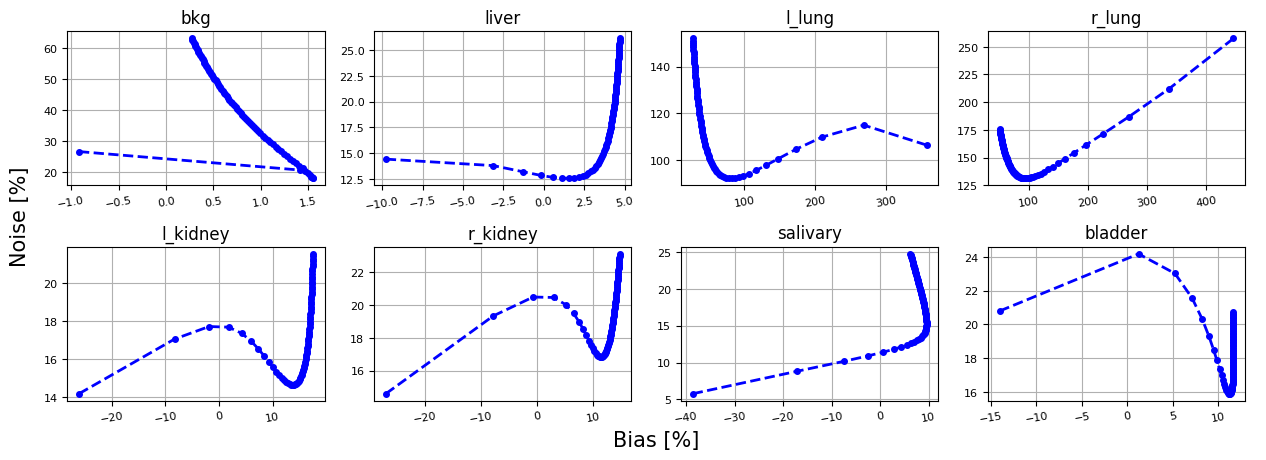 bkg
liver
l_lung
r_lung
60
50
40
30
20
−1.0 −0.5 0.0 0.5 1.0 1.5
25.0
22.5
20.0
17.5
15.0
12.5
−10.0 −7.5 −5.0 −2.5 0.0 2.5 5.0
140
120
100
100 200 300
250
225
200
175
150
125
100 200 300 400
l_kidney
r_kidney
salivary
bladder
20
18
16
14
−20 −10 0 10
22
20
18
16
−20 −10 0 10
25
20
15
10
5
−40 −30 −20 −10 0 10
24
22
20
18
16
−15 −10 −5 0 5 10
Noise [%]
Bias [%]